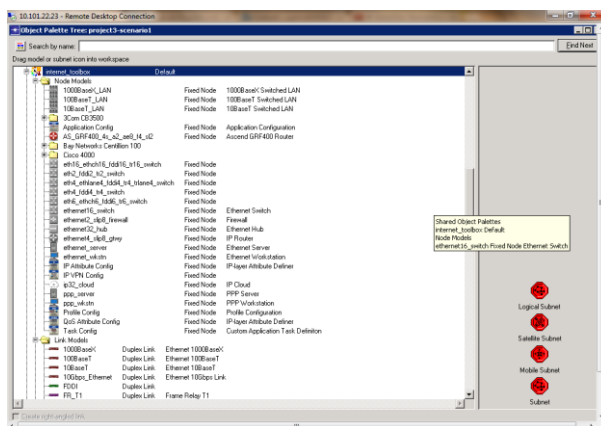 10.101.22.23 - Remote Desktop Connection
Object Palette Tree: project3-scenario1
Search by name:
Find Next
Drag model or subnet icon into workspace
internet_toolbox Default
Node Models
1000BaseX_LAN Fixed Node 1000BaseX Switched LAN
100BaseT_LAN Fixed Node 100BaseT Switched LAN
10BaseT_LAN Fixed Node 10BaseT Switched LAN
3Com CB3500
Application Config Fixed Node Application Configuration
AS_GRF400_4s_a2_ae8_f4_sl2 Fixed Node Ascend GRF400 Router
Bay Networks Centillion 100
Cisco 4000
eth16_ethch16_fddi16_tr16_switch Fixed Node
eth2_fddi2_tr2_switch Fixed Node
eth4_ethlane4_fddi4_tr4_trlane4_switch Fixed Node
eth4_fddi4_tr4_switch Fixed Node
eth6_ethch6_fddi6_tr6_switch Fixed Node
ethernet16_switch Fixed Node Ethernet Switch
ethernet2_slip8_firewall Fixed Node Firewall
ethernet32_hub Fixed Node Ethernet Hub
ethernet4_slip8_gtwy Fixed Node IP Router
ethernet_server Fixed Node Ethernet Server
ethernet_wkstn Fixed Node Ethernet Workstation
IP Attribute Config Fixed Node IP-layer Attribute Definer
IP VPN Config Fixed Node
ip32_cloud Fixed Node IP Cloud
ppp_server Fixed Node PPP Server
ppp_wkstn Fixed Node PPP Workstation
Profile Config Fixed Node Profile Configuration
QoS Attribute Config Fixed Node IP-layer Attribute Definer
Task Config Fixed Node Custom Application Task Definiton
Link Models
1000BaseX Duplex Link Ethernet 1000BaseX
100BaseT Duplex Link Ethernet 100BaseT
10BaseT Duplex Link Ethernet 10BaseT
10Gbps_Ethernet Duplex Link Ethernet 10Gbps Link
FDDI Duplex Link
FR_T1 Duplex Link Frame Relay T1
Shared Object Palettes
internet_toolbox Default
Node Models
ethernet16_switch Fixed Node Ethernet Switch
Logical Subnet
Satellite Subnet
Mobile Subnet
Subnet
Create right-angled link